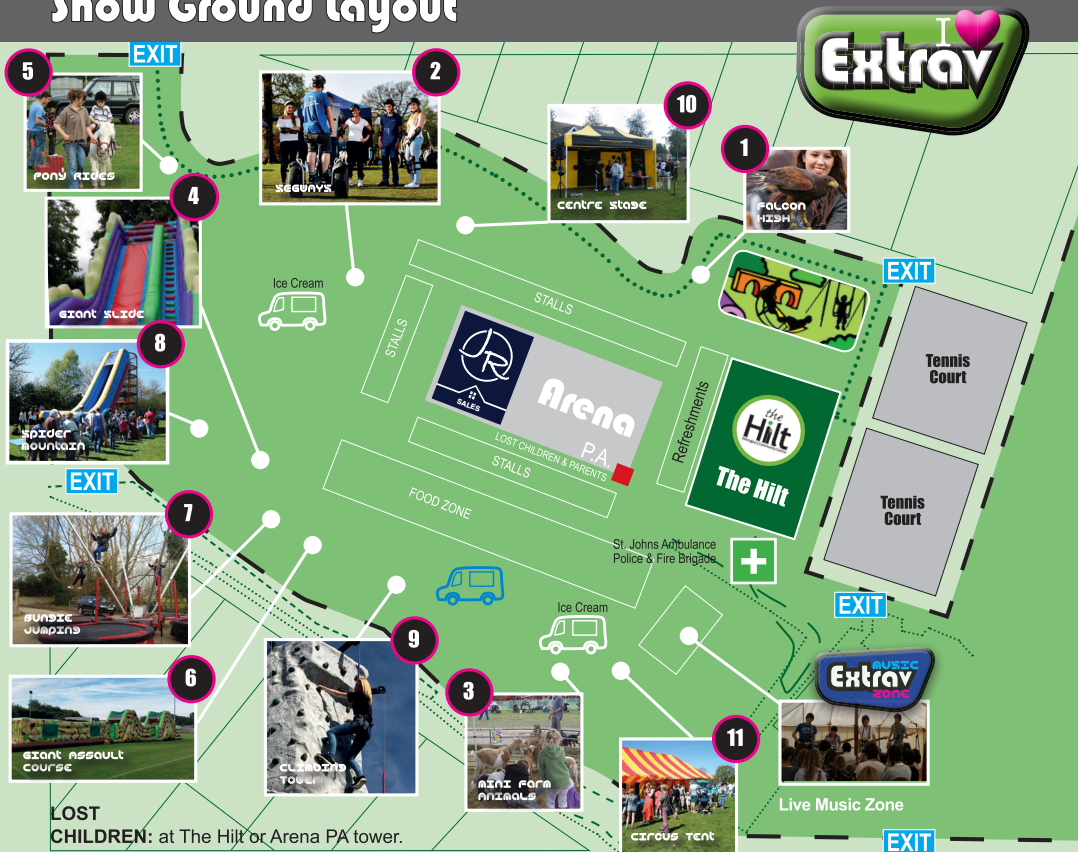 Show Ground Layout
I
Extrav
EXIT
5
PONY RIDES
2
SEGWAYS
10
CENTRE STAGE
1
FALCON
HIGH
4
GIANT SLIDE
EXIT
Ice Cream
STALLS
STALLS
JR
SALES
Arena
P.A.
LOST CHILDREN & PARENTS
STALLS
FOOD ZONE
Refreshments
the
Hilt
The Hilt
Tennis
Court
Tennis
Court
8
SPIDER
MOUNTAIN
EXIT
7
BUNGIE
JUMPING
St. Johns Ambulance
Police & Fire Brigade
EXIT
Ice Cream
6
GIANT ASSAULT
COURSE
9
CLIMBING
TOWER
3
MINI FARM
ANIMALS
11
CIRCUS TENT
MUSIC
Extrav
ZONE
Live Music Zone
LOST
CHILDREN: at The Hilt or Arena PA tower.
EXIT